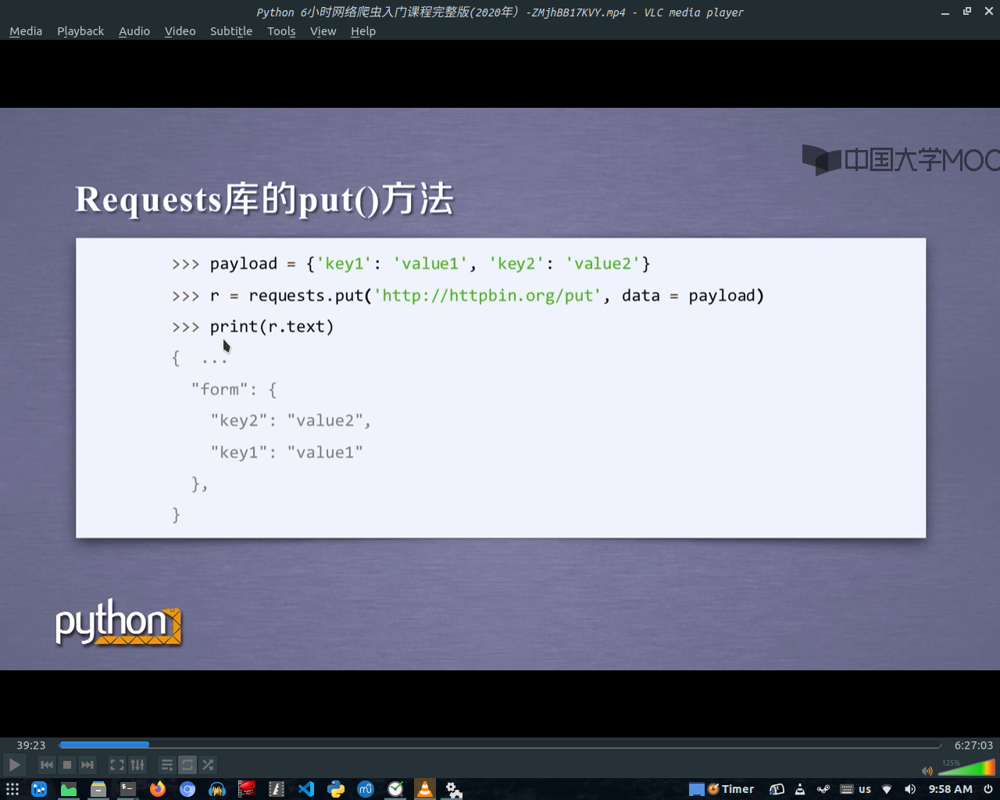 Python 6小时网络爬虫入门课程完整版(2020年）-ZMjhBB17KVY.mp4 - VLC media player
Media Playback Audio Video Subtitle Tools View Help
中国大学MOO
Requests库的put()方法
>>> payload = {'key1': 'value1', 'key2': 'value2'}
>>> r = requests.put('http://httpbin.org/put', data = payload)
>>> print(r.text)
{ ...
"form": {
"key2": "value2",
"key1": "value1"
},
}
python
39:23 6:27:03
125%
Timer us 9:58 AM